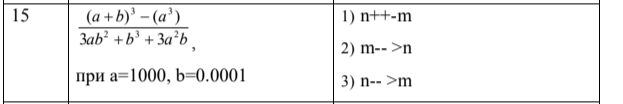 15
(a + b)³ – (a³)
3ab² + b³ + 3a²b ,
при a=1000, b=0.0001
1) n++-m
2) m-- >n
3) n-- >m